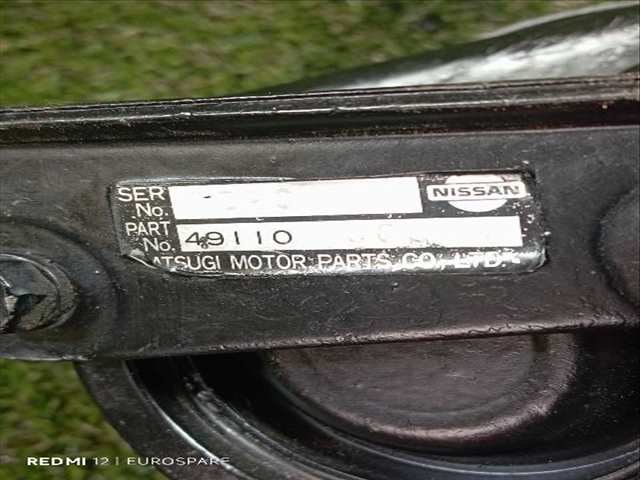 SER No.
NISSAN
PART No. 49110
ATSUGI MOTOR PARTS CO., LTD.
REDMI 12 | EUROSPARE